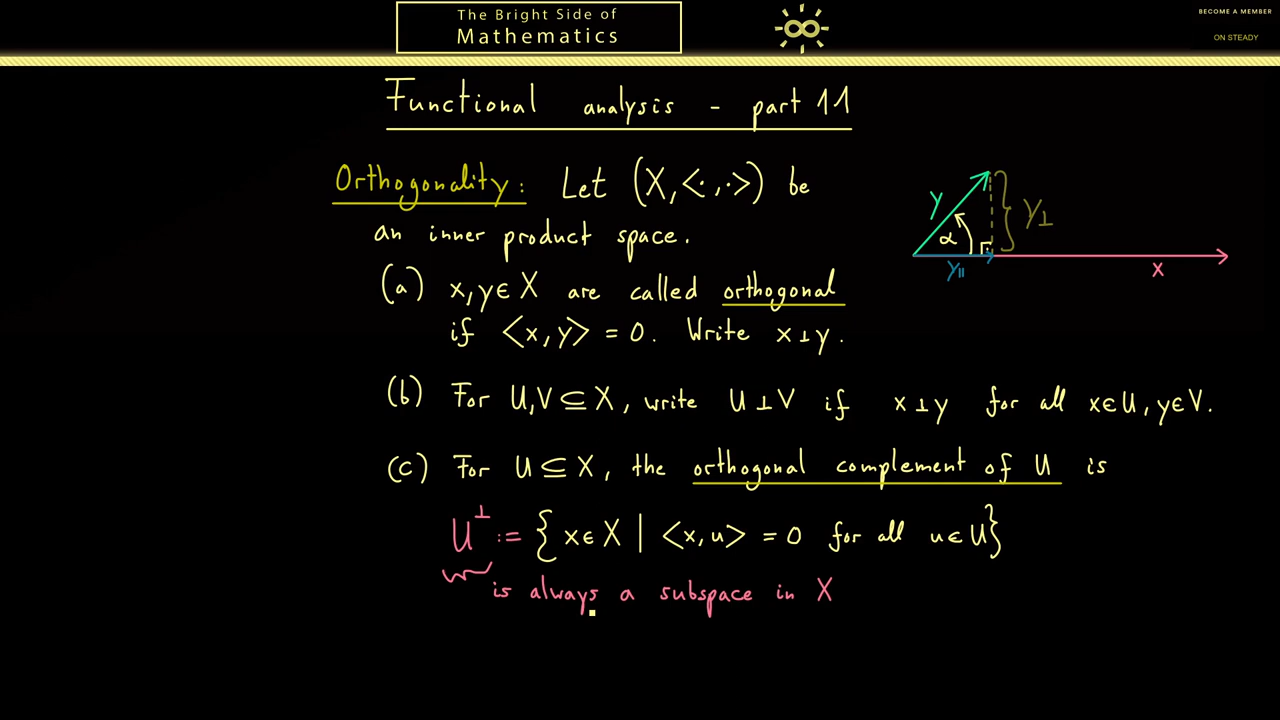 The Bright Side of
Mathematics
BECOME A MEMBER
ON STEADY
Functional analysis - part 11
Orthogonality: Let (X, <·,·>) be
an inner product space.
(a) x, y ∈ X are called orthogonal
if <x, y> = 0. Write x ⊥ y.
y
α
y⊥
y∥
x
(b) For U, V ⊆ X, write U ⊥ V if x ⊥ y for all x ∈ U, y ∈ V.
(c) For U ⊆ X, the orthogonal complement of U is
U^⊥ := { x ∈ X | <x, u> = 0 for all u ∈ U}
is always a subspace in X